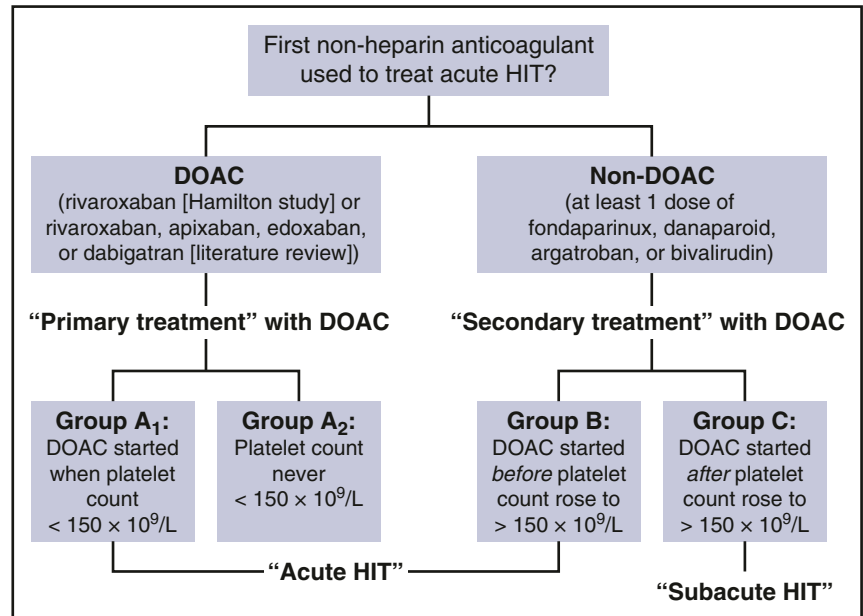 First non-heparin anticoagulant
used to treat acute HIT?
DOAC
(rivaroxaban [Hamilton study] or
rivaroxaban, apixaban, edoxaban,
or dabigatran [literature review])
Non-DOAC
(at least 1 dose of
fondaparinux, danaparoid,
argatroban, or bivalirudin)
“Primary treatment” with DOAC
“Secondary treatment” with DOAC
Group A₁:
DOAC started
when platelet
count
< 150 × 10⁹/L
Group A₂:
Platelet count
never
< 150 × 10⁹/L
Group B:
DOAC started
before platelet
count rose to
> 150 × 10⁹/L
Group C:
DOAC started
after platelet
count rose to
> 150 × 10⁹/L
“Acute HIT”
“Subacute HIT”